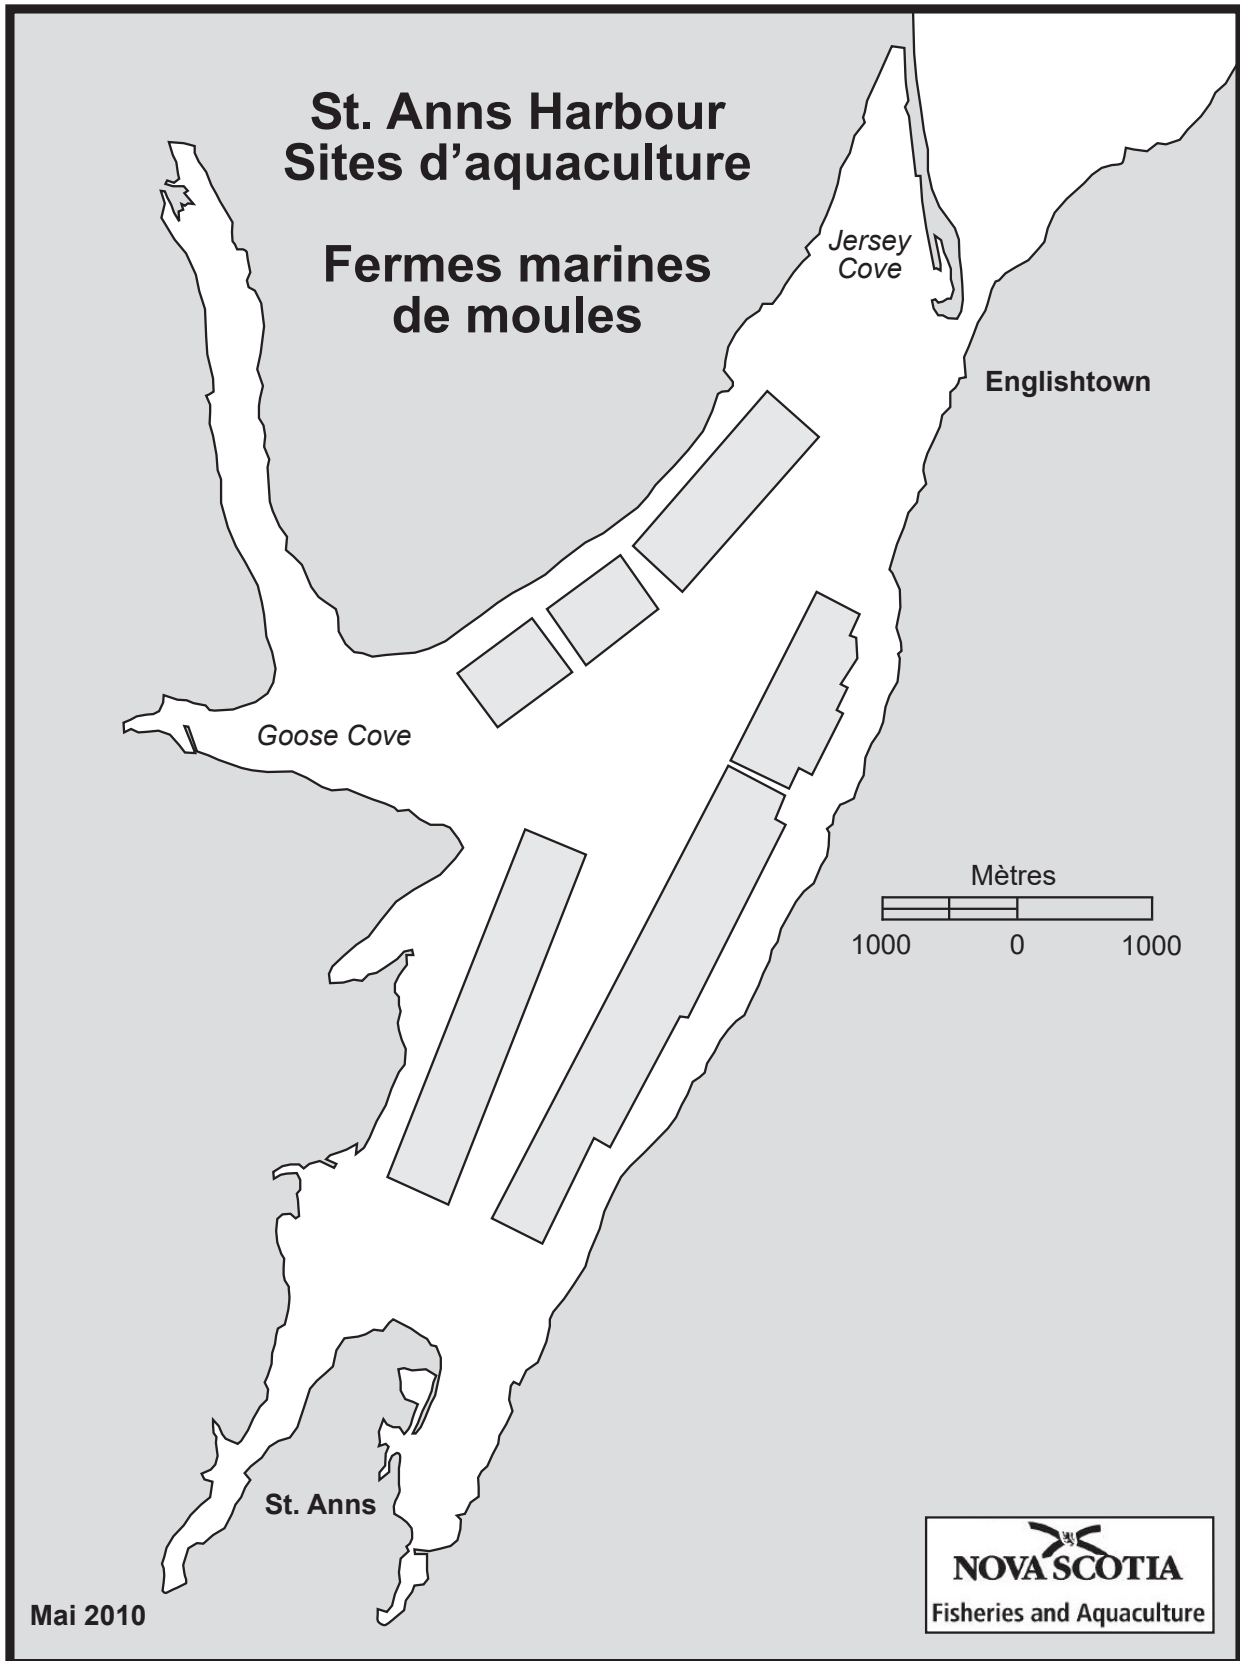 St. Anns Harbour
Sites d’aquaculture
Fermes marines
de moules
Jersey
Cove
Englishtown
Goose Cove
Mètres
1000 0 1000
St. Anns
Mai 2010
NOVA SCOTIA
Fisheries and Aquaculture